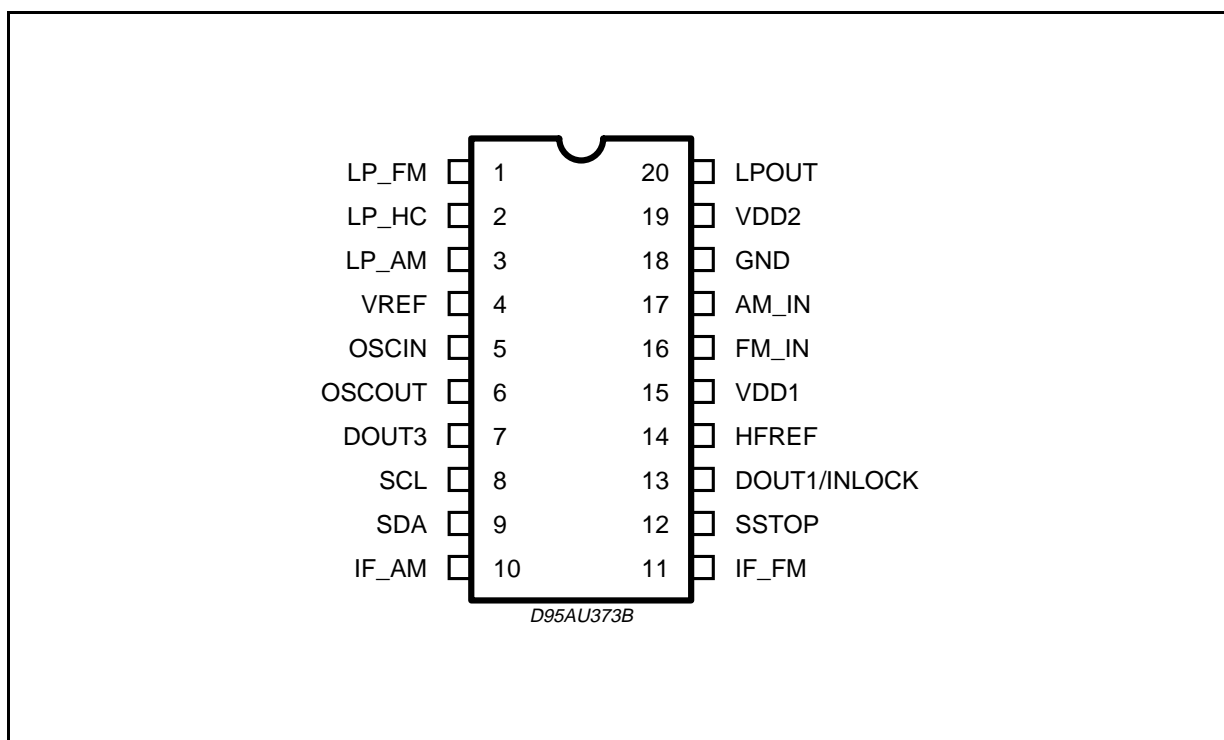 LP_FM 1 20 LPOUT
LP_HC 2 19 VDD2
LP_AM 3 18 GND
VREF 4 17 AM_IN
OSCIN 5 16 FM_IN
OSCOUT 6 15 VDD1
DOUT3 7 14 HFREF
SCL 8 13 DOUT1/INLOCK
SDA 9 12 SSTOP
IF_AM 10 11 IF_FM
D95AU373B